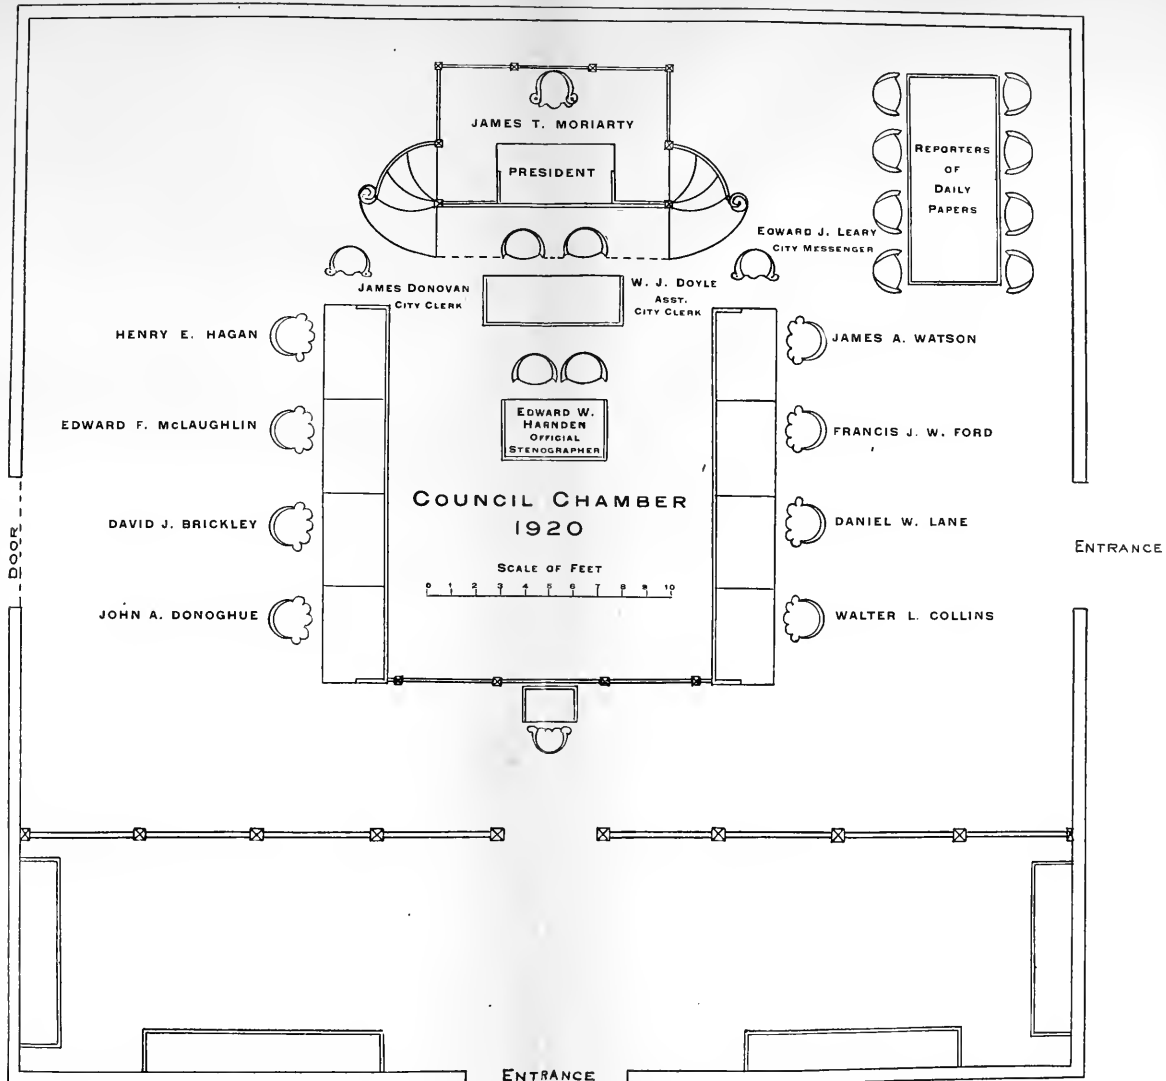 JAMES T. MORIARTY
PRESIDENT
REPORTERS
OF
DAILY
PAPERS
EDWARD J. LEARY
CITY MESSENGER
JAMES DONOVAN
CITY CLERK
W. J. DOYLE
ASST.
CITY CLERK
HENRY E. HAGAN
JAMES A. WATSON
EDWARD F. McLAUGHLIN
EDWARD W.
HARNDEN
OFFICIAL
STENOGRAPHER
FRANCIS J. W. FORD
COUNCIL CHAMBER
1920
DAVID J. BRICKLEY
DANIEL W. LANE
DOOR
ENTRANCE
SCALE OF FEET
0 1 2 3 4 5 6 7 8 9 10
JOHN A. DONOGHUE
WALTER L. COLLINS
ENTRANCE